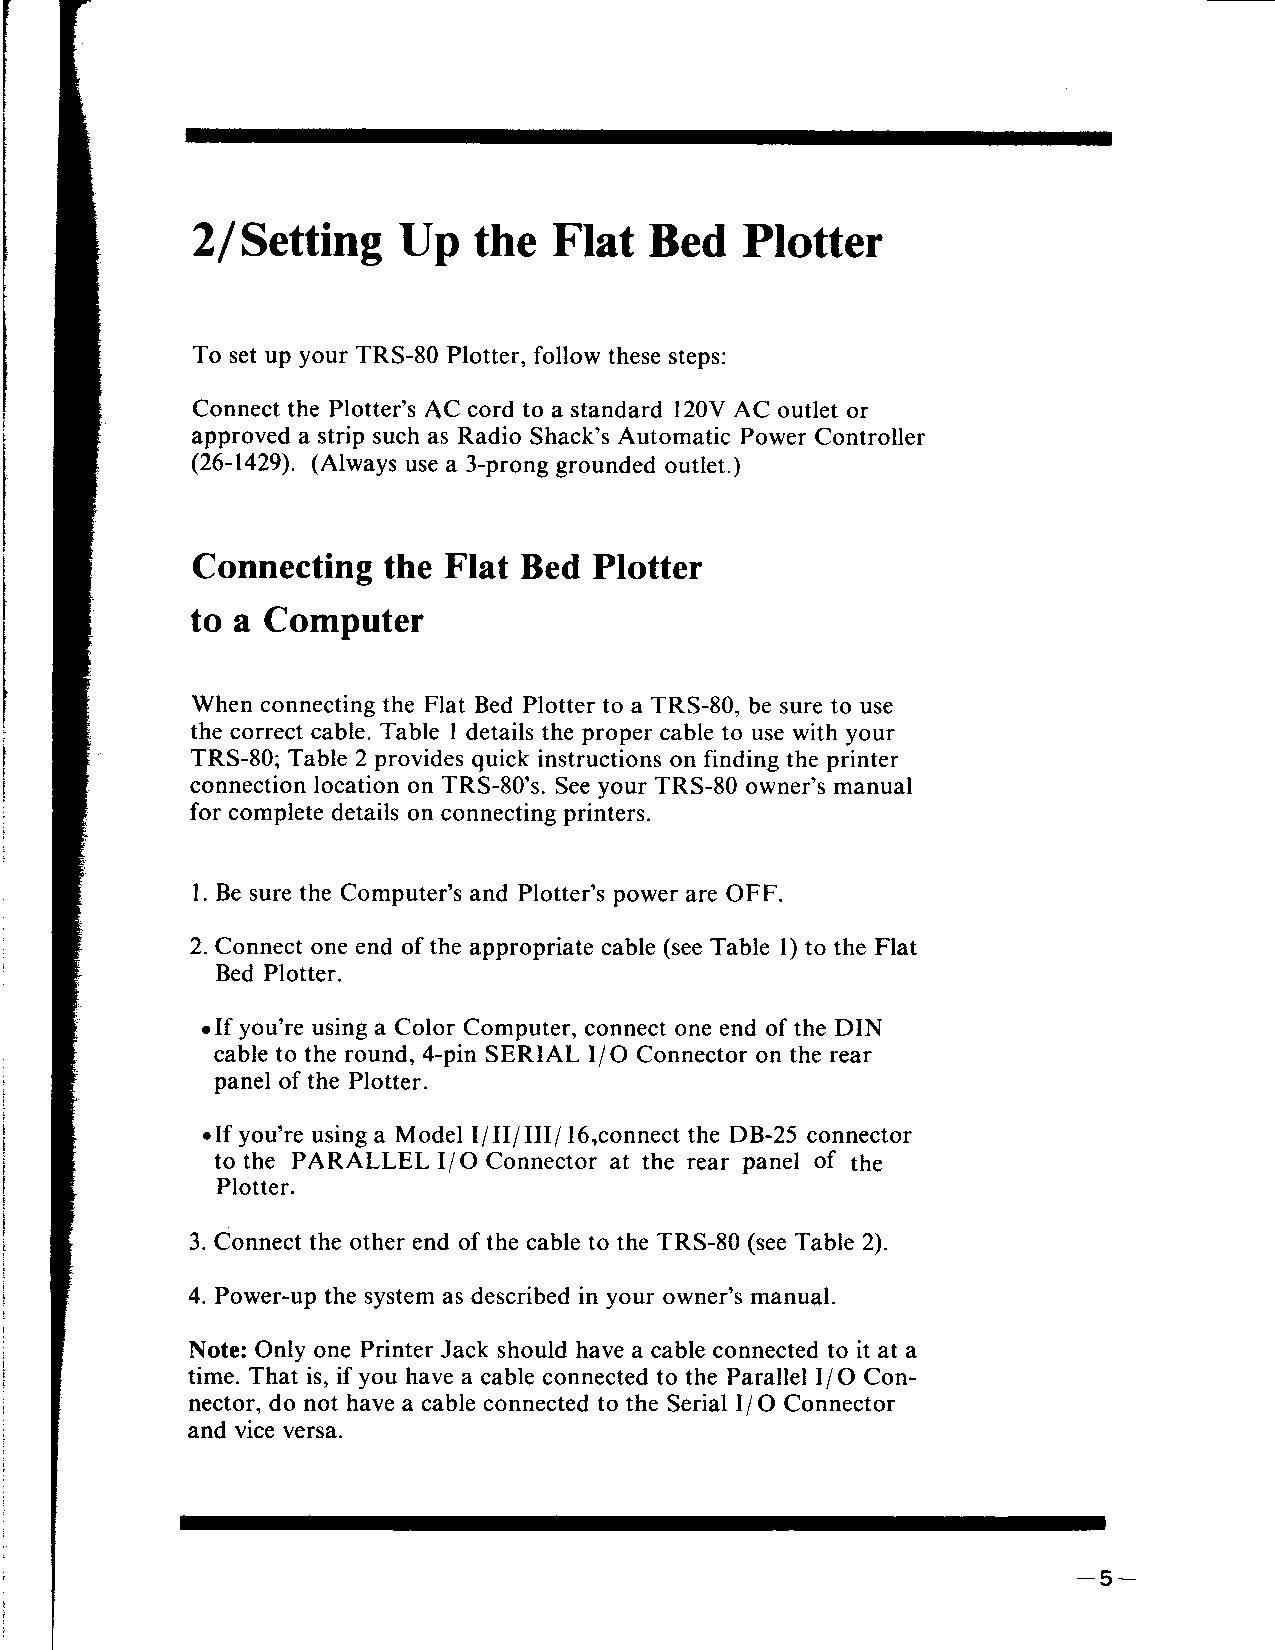 2/Setting Up the Flat Bed Plotter
To set up your TRS-80 Plotter, follow these steps:
Connect the Plotter's AC cord to a standard 120V AC outlet or
approved a strip such as Radio Shack's Automatic Power Controller
(26-1429). (Always use a 3-prong grounded outlet.)
Connecting the Flat Bed Plotter
to a Computer
When connecting the Flat Bed Plotter to a TRS-80, be sure to use
the correct cable. Table 1 details the proper cable to use with your
TRS-80; Table 2 provides quick instructions on finding the printer
connection location on TRS-80's. See your TRS-80 owner's manual
for complete details on connecting printers.
1. Be sure the Computer's and Plotter's power are OFF.
2. Connect one end of the appropriate cable (see Table 1) to the Flat
Bed Plotter.
•If you're using a Color Computer, connect one end of the DIN
cable to the round, 4-pin SERIAL I/O Connector on the rear
panel of the Plotter.
•If you're using a Model I/II/III/16,connect the DB-25 connector
to the PARALLEL I/O Connector at the rear panel of the
Plotter.
3. Connect the other end of the cable to the TRS-80 (see Table 2).
4. Power-up the system as described in your owner's manual.
Note: Only one Printer Jack should have a cable connected to it at a
time. That is, if you have a cable connected to the Parallel I/O Con-
nector, do not have a cable connected to the Serial I/O Connector
and vice versa.
—5—